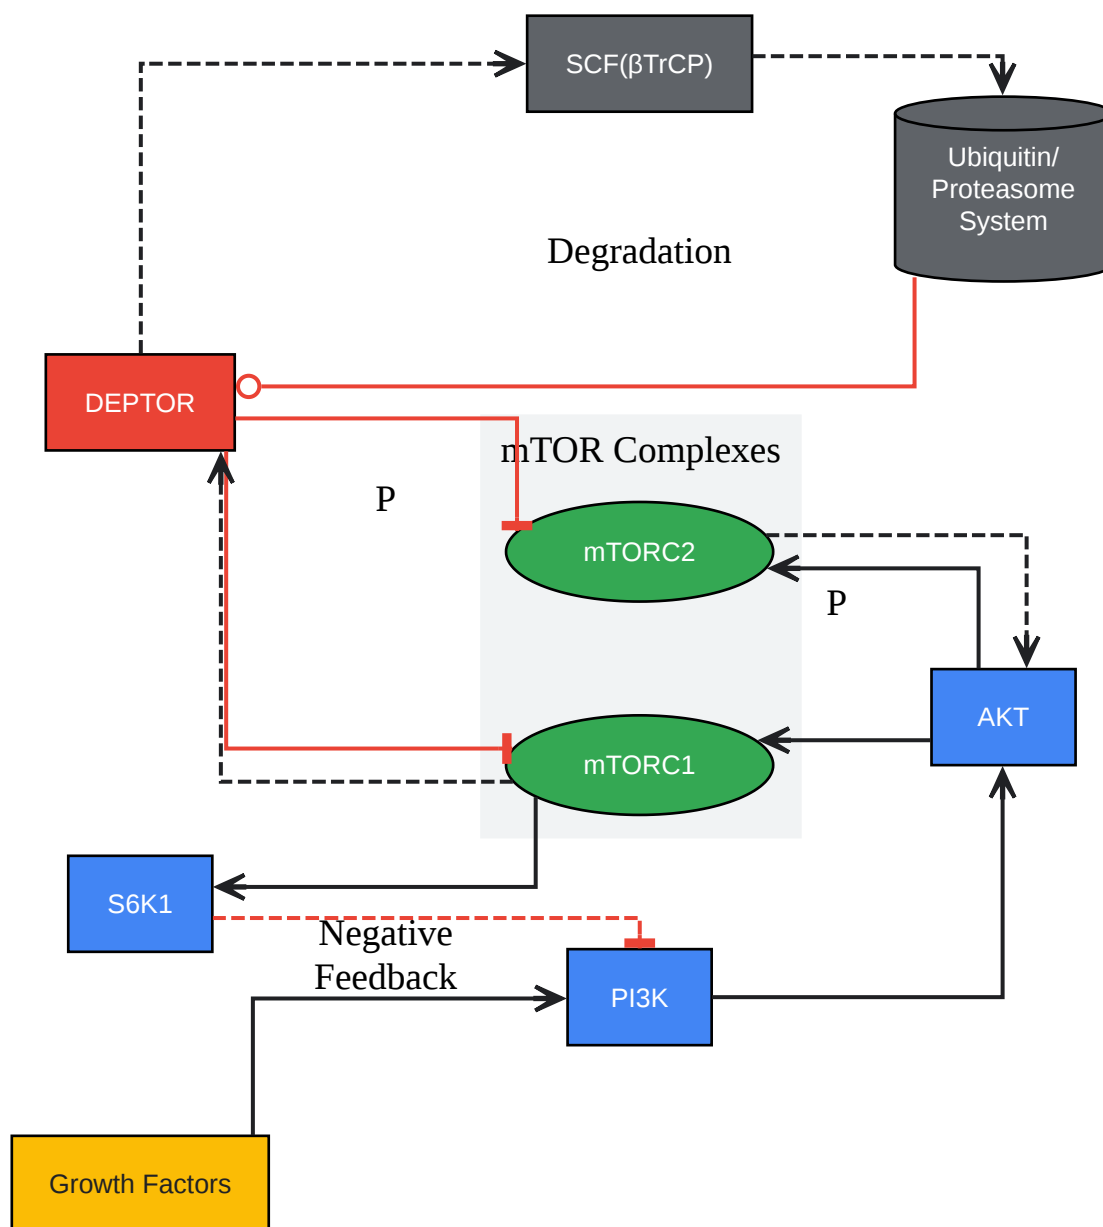 SCF(βTrCP)
Ubiquitin/
Proteasome
System
Degradation
DEPTOR
mTOR Complexes
P
mTORC2
P
AKT
mTORC1
S6K1
Negative
Feedback
PI3K
Growth Factors